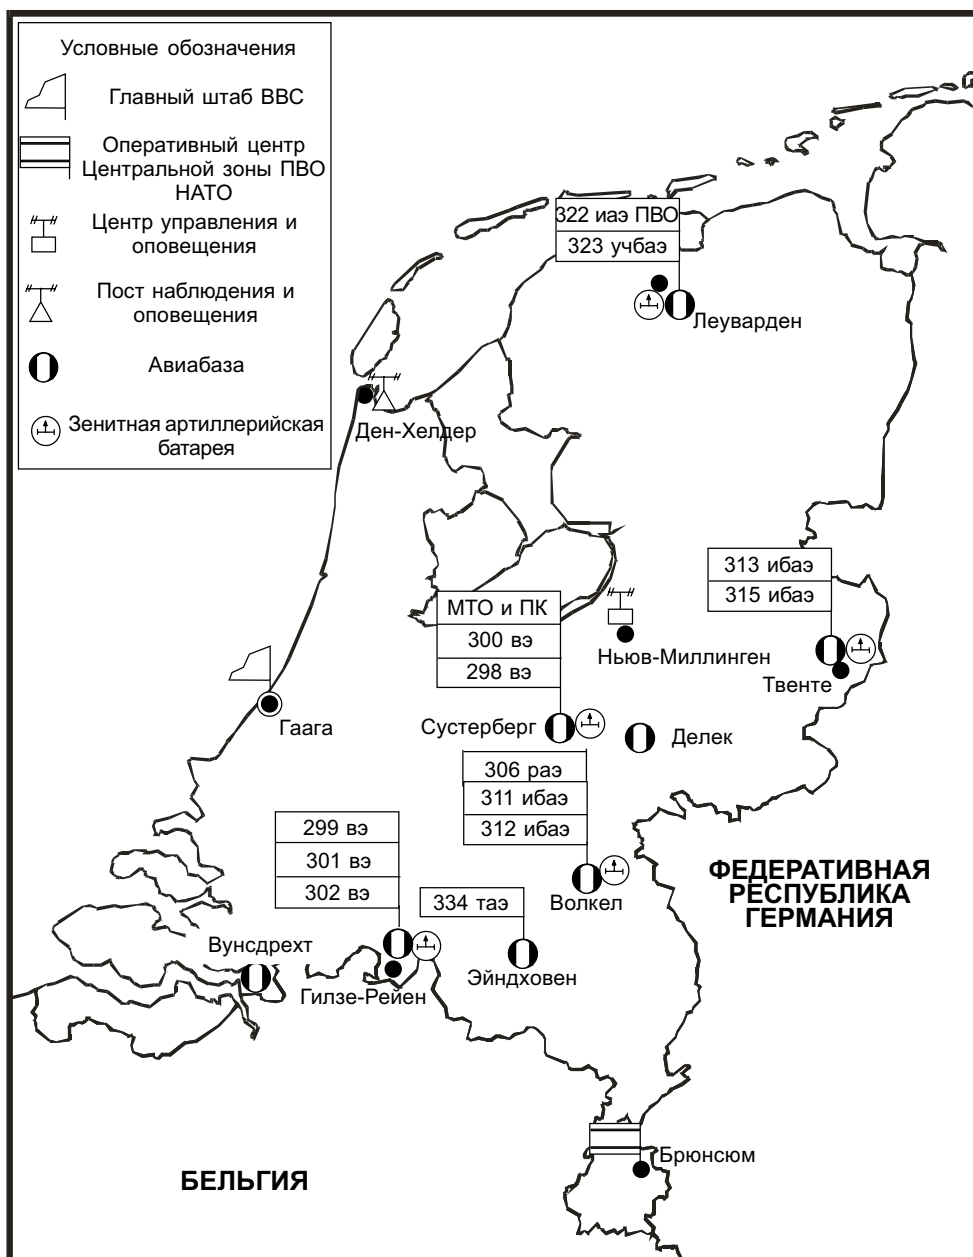 Условные обозначения
Главный штаб ВВС
Оперативный центр
Центральной зоны ПВО
НАТО
Центр управления и
оповещения
Пост наблюдения и
оповещения
Авиабаза
Зенитная артиллерийская
батарея
322 иаэ ПВО
323 учбаэ
Леуварден
Ден-Хелдер
313 ибаэ
315 ибаэ
Твенте
МТО и ПК
300 вэ
298 вэ
Ньюв-Миллинген
Гаага
Сустерберг
Делек
306 раэ
311 ибаэ
312 ибаэ
Волкел
299 вэ
301 вэ
302 вэ
334 таэ
ФЕДЕРАТИВНАЯ
РЕСПУБЛИКА
ГЕРМАНИЯ
Вунсдрехт
Гилзе-Рейен
Эйндховен
Брюнсюм
БЕЛЬГИЯ